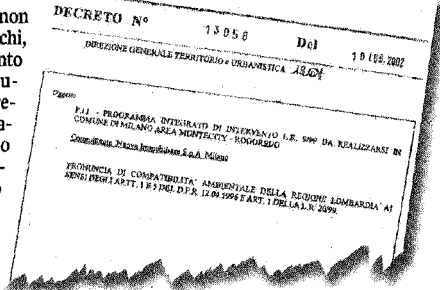 non
chi,
nto
u-
re-
a-
o
-
o
DECRETO N° 13058 Del 10 LUG. 2002
DIREZIONE GENERALE TERRITORIO e URBANISTICA
Oggetto
P.I.I. - PROGRAMMA INTEGRATO DI INTERVENTO L.R. 9/99 DA REALIZZARSI IN
COMUNE DI MILANO AREA MONTECITY - ROGOREDO
Nuova Immobiliare S.p.A. Milano
PRONUNCIA DI COMPATIBILITA' AMBIENTALE DELLA REGIONE LOMBARDIA AI
SENSI DEGLI ARTT. 1 E 5 DEL D.P.R. 12.04.1996 E ART. 1 DELLA L.R. 20/99.